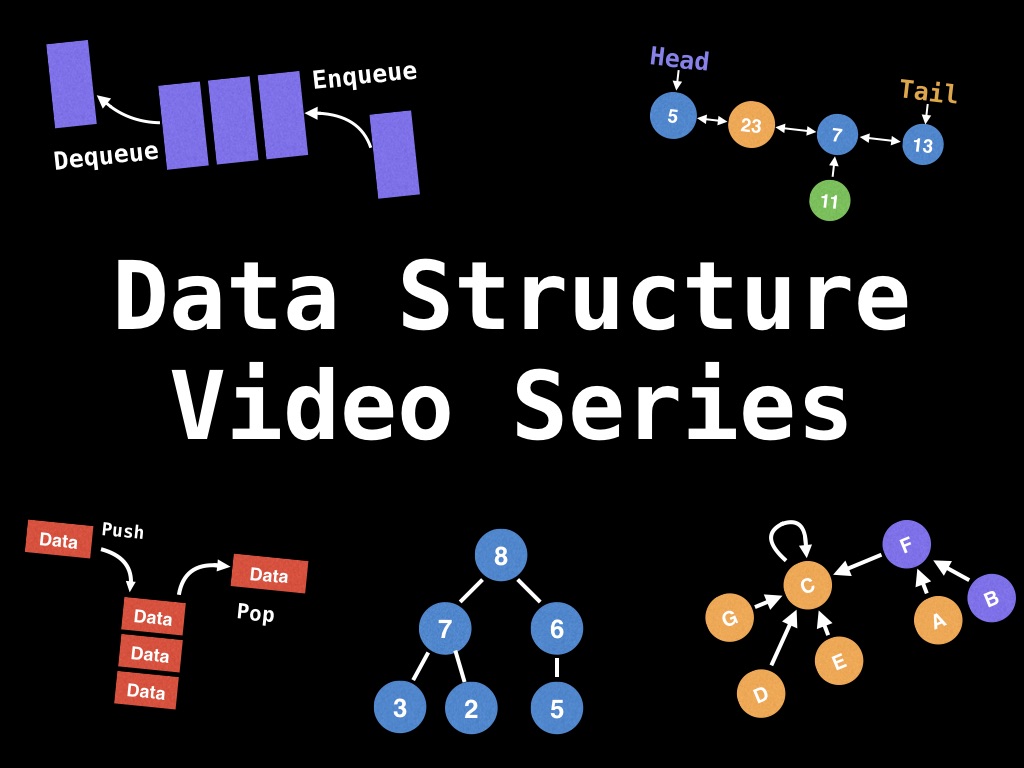 Enqueue
Dequeue
Head
Tail
5
23
7
13
11
Data Structure
Video Series
Data
Push
Data
Pop
Data
Data
Data
8
7
6
3
2
5
F
C
B
G
A
E
D